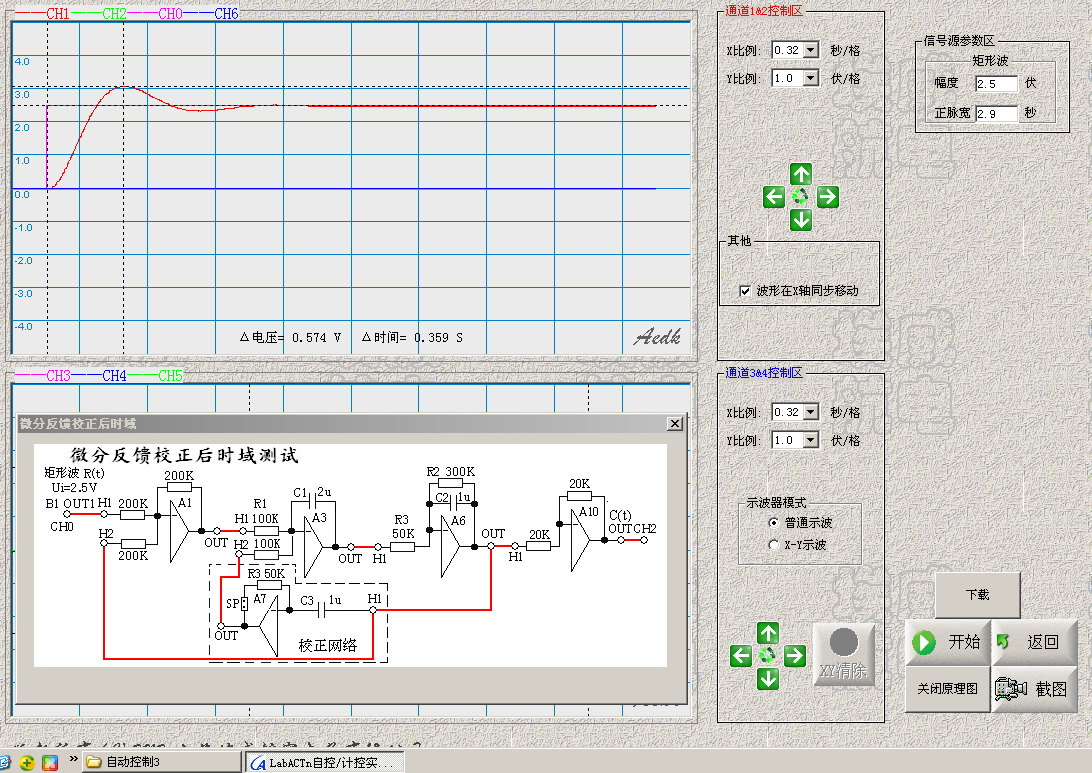 CH1 CH2 CH0 CH6
4.0
3.0
2.0
1.0
0.0
-1.0
-2.0
-3.0
-4.0
△电压= 0.574 V △时间= 0.359 S
Aedk
通道1&2控制区
X比例: 0.32 秒/格
Y比例: 1.0 伏/格
其他
波形在X轴同步移动
信号源参数区
矩形波
幅度 2.5 伏
正脉宽 2.9 秒
CH3 CH4 CH5
微分反馈校正后时域
微分反馈校正后时域测试
矩形波 R(t)
Ui=2.5V
B1 OUT1 H1 200K
CH0
H2
200K
200K
A1
OUT
H1 100K
R1
H2 100K
C1 2u
A3
OUT H1
R3
50K
R2 300K
C2 1u
A6
OUT
H1
20K
20K
A10
C(t)
OUT CH2
R3 50K
SP
A7
C3 1u
H1
OUT
校正网络
通道3&4控制区
X比例: 0.32 秒/格
Y比例: 1.0 伏/格
示波器模式
普通示波
X-Y示波
XY清除
下载
开始
返回
关闭原理图
截图
自动控制3
LabACTn自控/计控实...